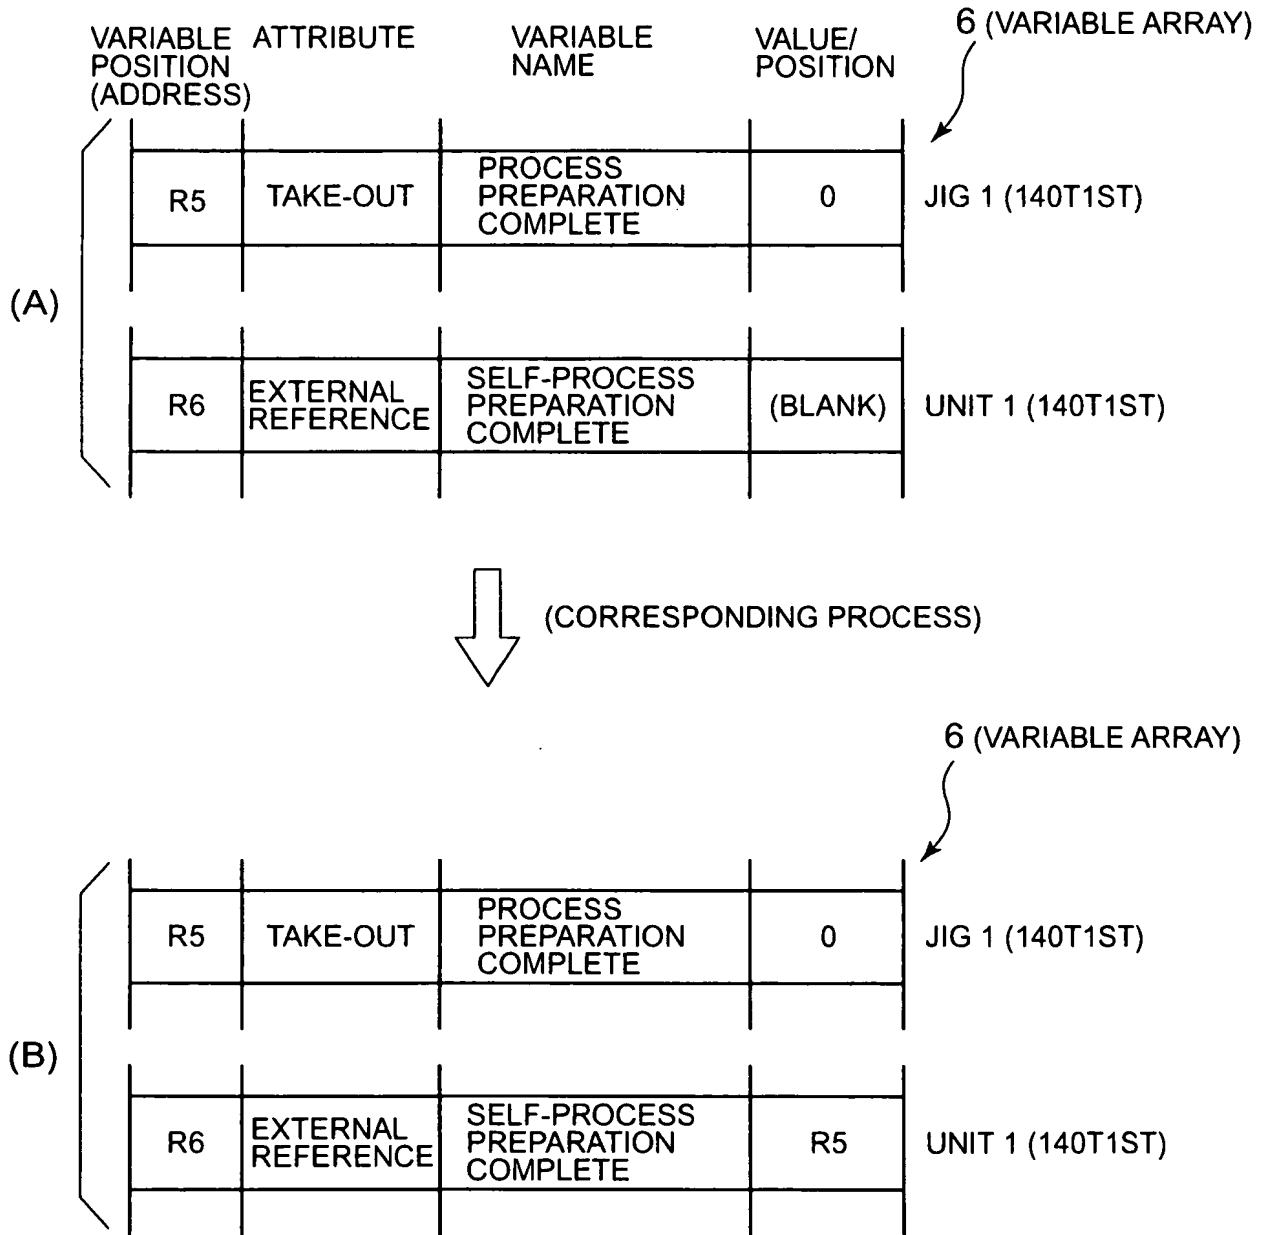 6 (VARIABLE ARRAY)
VARIABLE POSITION (ADDRESS)
ATTRIBUTE
VARIABLE NAME
VALUE/ POSITION
(A)
R5
TAKE-OUT
PROCESS
PREPARATION
COMPLETE
0
JIG 1 (140T1ST)
R6
EXTERNAL
REFERENCE
SELF-PROCESS
PREPARATION
COMPLETE
(BLANK)
UNIT 1 (140T1ST)
(CORRESPONDING PROCESS)
6 (VARIABLE ARRAY)
(B)
R5
TAKE-OUT
PROCESS
PREPARATION
COMPLETE
0
JIG 1 (140T1ST)
R6
EXTERNAL
REFERENCE
SELF-PROCESS
PREPARATION
COMPLETE
R5
UNIT 1 (140T1ST)